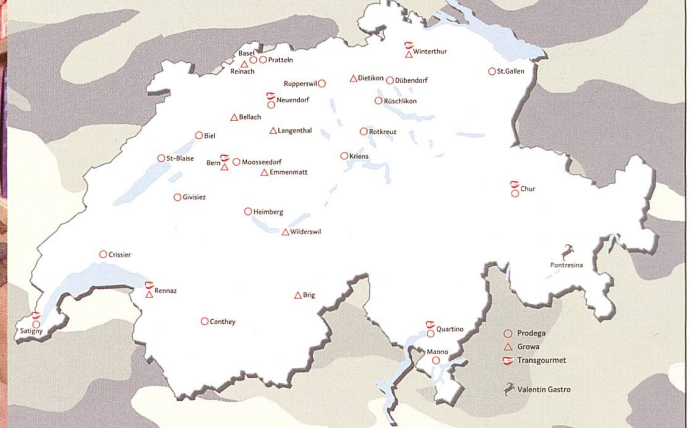 Basel
Pratteln
Reinach
Winterthur
Rupperswil
Dietikon
Dübendorf
St.Gallen
Neuendorf
Rüschlikon
Bellach
Langenthal
Rotkreuz
Biel
St-Blaise
Bern
Moosseedorf
Kriens
Emmenmatt
Chur
Givisiez
Heimberg
Wilderswil
Crissier
Pontresina
Rennaz
Brig
Satigny
Conthey
Quartino
Manno
Prodega
Growa
Transgourmet
Valentin Gastro